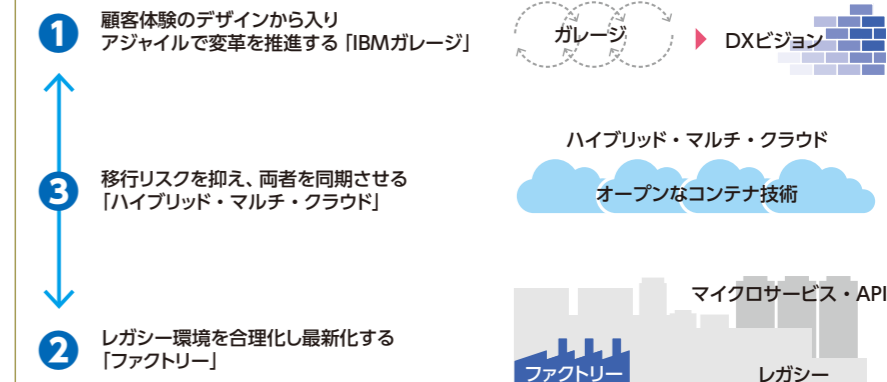 1
顧客体験のデザインから入り
アジャイルで変革を推進する「IBMガレージ」
ガレージ
DXビジョン
3
移行リスクを抑え、両者を同期させる
「ハイブリッド・マルチ・クラウド」
ハイブリッド・マルチ・クラウド
オープンなコンテナ技術
2
レガシー環境を合理化し最新化する
「ファクトリー」
マイクロサービス・API
ファクトリー
レガシー